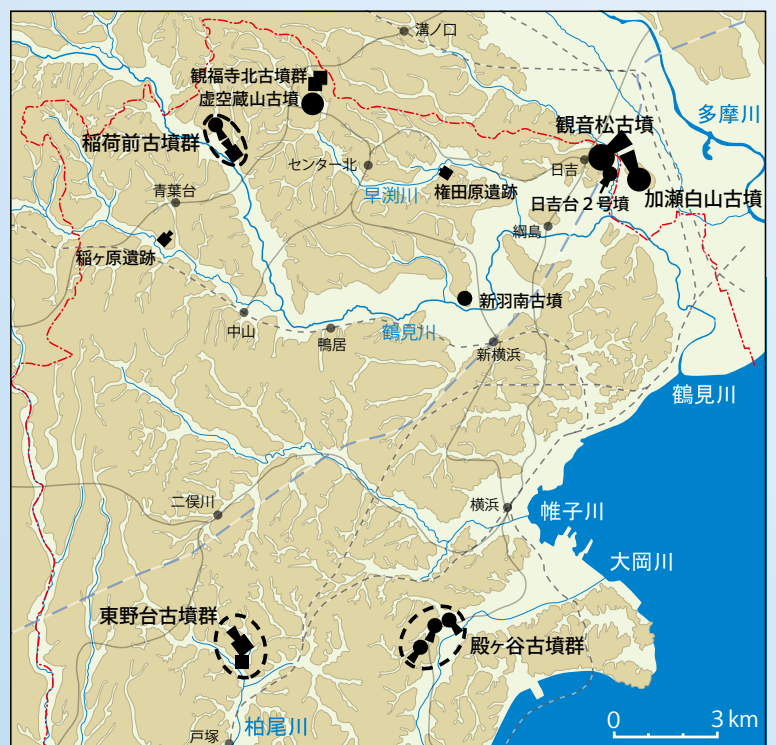 溝ノ口
観福寺北古墳群
虚空蔵山古墳
多摩川
観音松古墳
稲荷前古墳群
センター北
日吉
青葉台
早渕川
権田原遺跡
日吉台２号墳
加瀬白山古墳
綱島
稲ヶ原遺跡
新羽南古墳
中山
鶴見川
鴨居
新横浜
鶴見川
二俣川
横浜
帷子川
大岡川
東野台古墳群
殿ヶ谷古墳群
柏尾川
戸塚
0
3 km